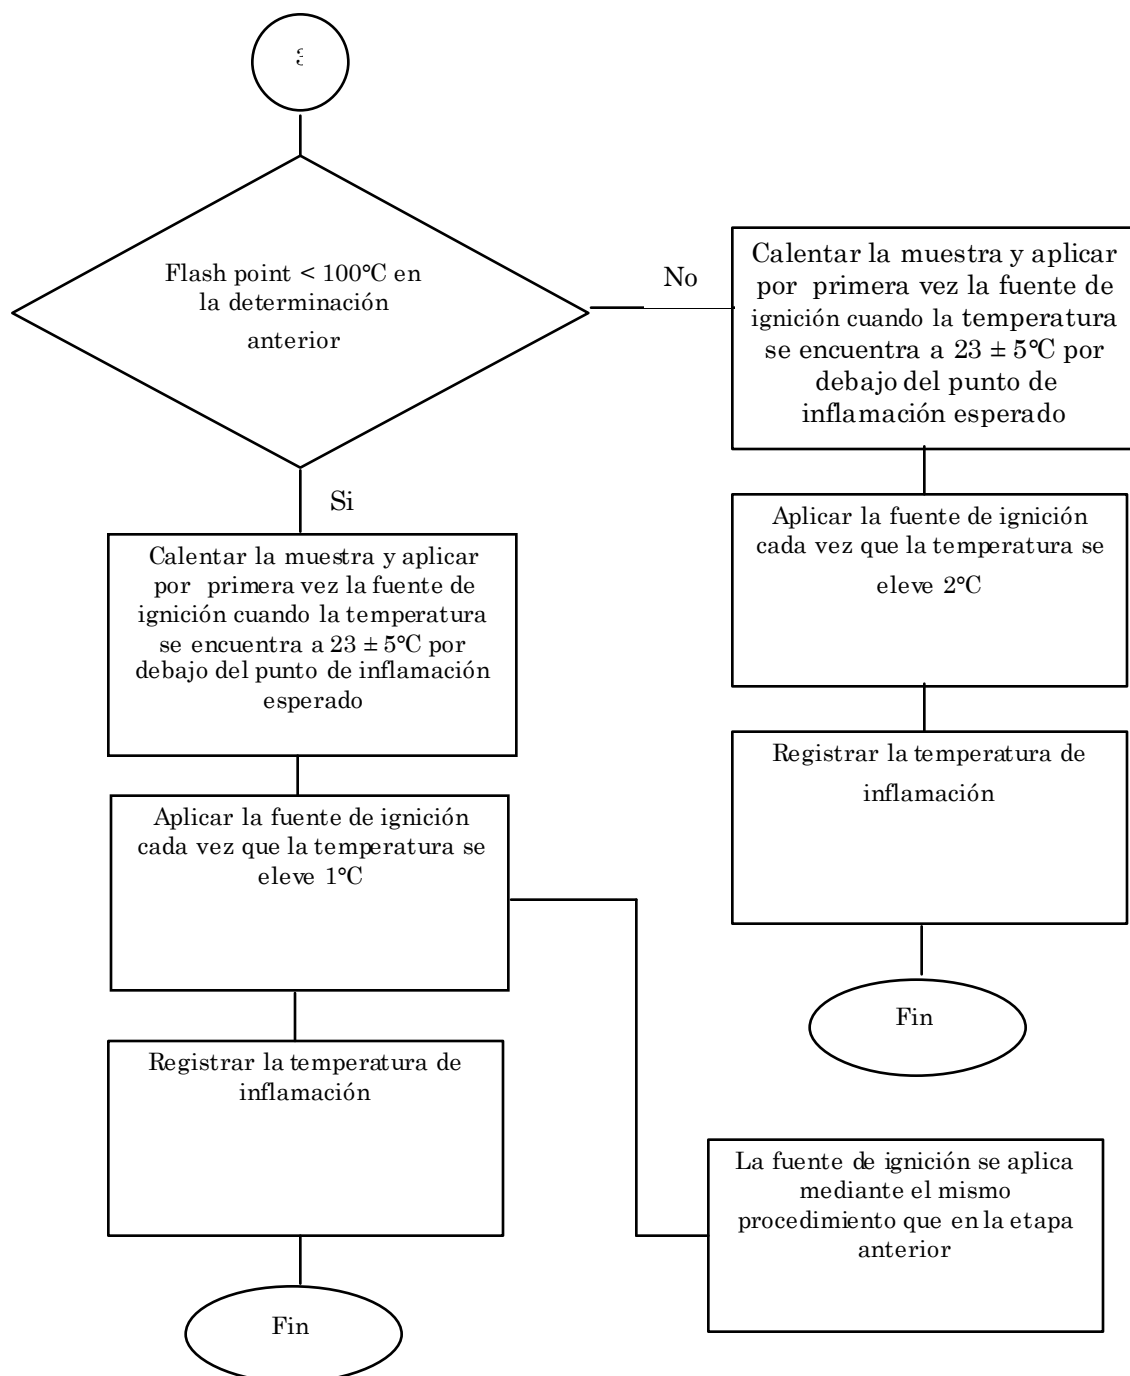 Flash point < 100°C en
la determinación
anterior
No
Calentar la muestra y aplicar
por primera vez la fuente de
ignición cuando la temperatura
se encuentra a 23 ± 5°C por
debajo del punto de
inflamación esperado
Aplicar la fuente de ignición
cada vez que la temperatura se
eleve 2°C
Registrar la temperatura de
inflamación
Fin
Si
Calentar la muestra y aplicar
por primera vez la fuente de
ignición cuando la temperatura
se encuentra a 23 ± 5°C por
debajo del punto de inflamación
esperado
Aplicar la fuente de ignición
cada vez que la temperatura se
eleve 1°C
Registrar la temperatura de
inflamación
Fin
La fuente de ignición se aplica
mediante el mismo
procedimiento que en la etapa
anterior